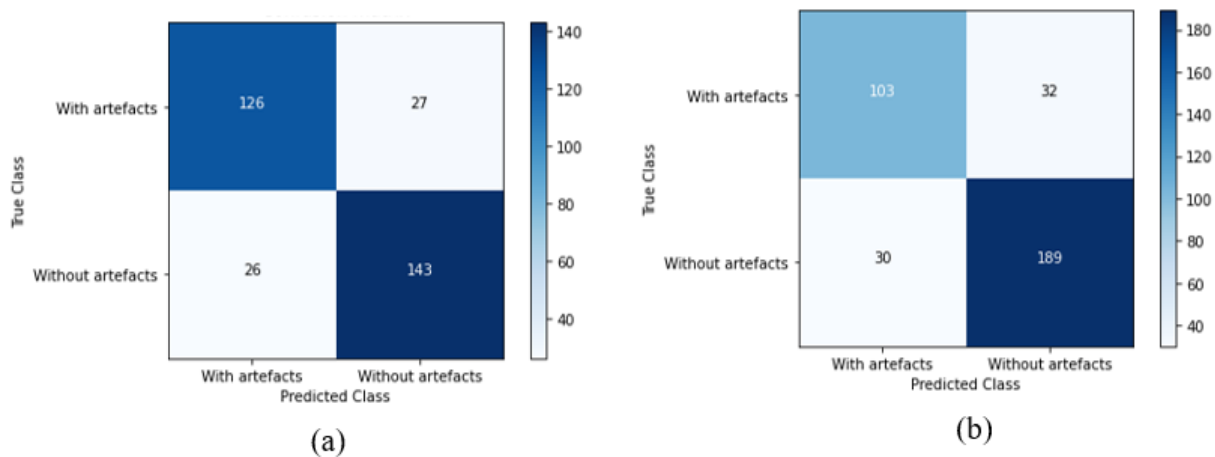 140
With artefacts
126
27
120
100
True Class
80
Without artefacts
26
143
60
40
With artefacts
Without artefacts
Predicted Class
(a)
180
With artefacts
103
32
160
140
120
True Class
100
Without artefacts
30
189
80
60
40
With artefacts
Without artefacts
Predicted Class
(b)